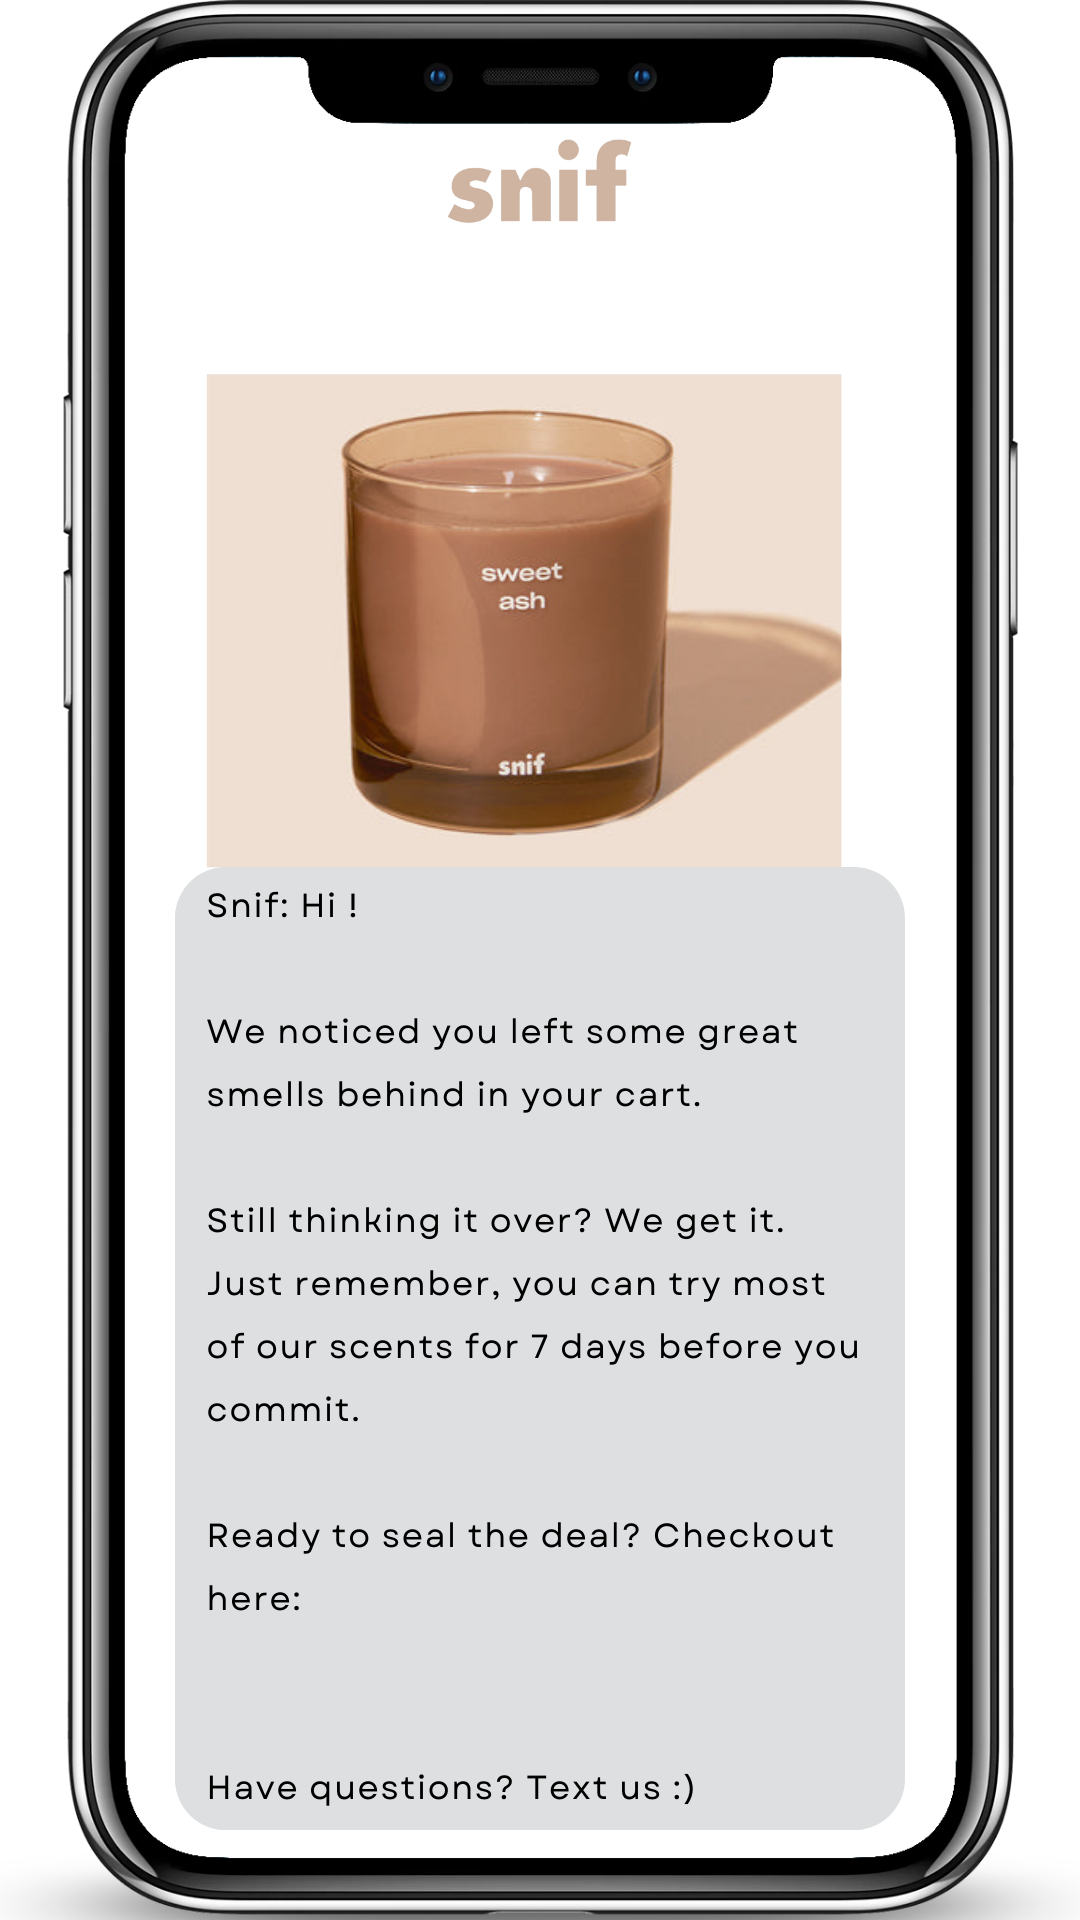 snif
sweet
ash
snif
Snif: Hi !
We noticed you left some great
smells behind in your cart.
Still thinking it over? We get it.
Just remember, you can try most
of our scents for 7 days before you
commit.
Ready to seal the deal? Checkout
here:
Have questions? Text us :)